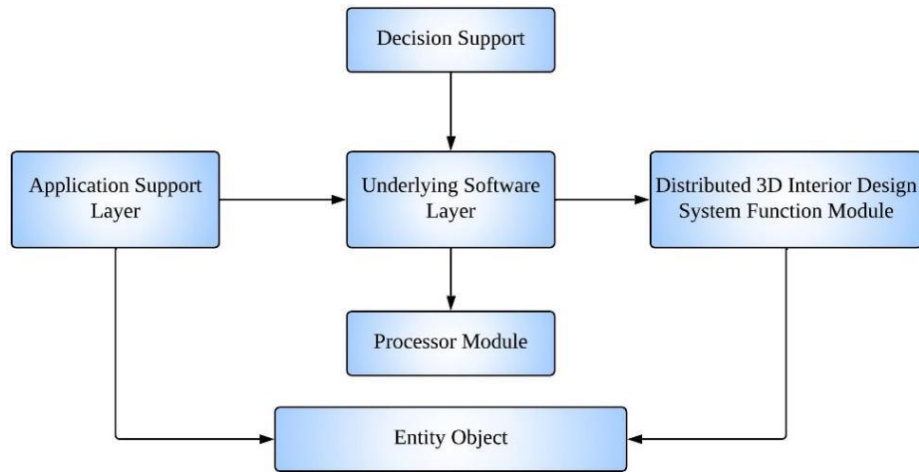 Decision Support
Application Support
Layer
Underlying Software
Layer
Distributed 3D Interior Design
System Function Module
Processor Module
Entity Object